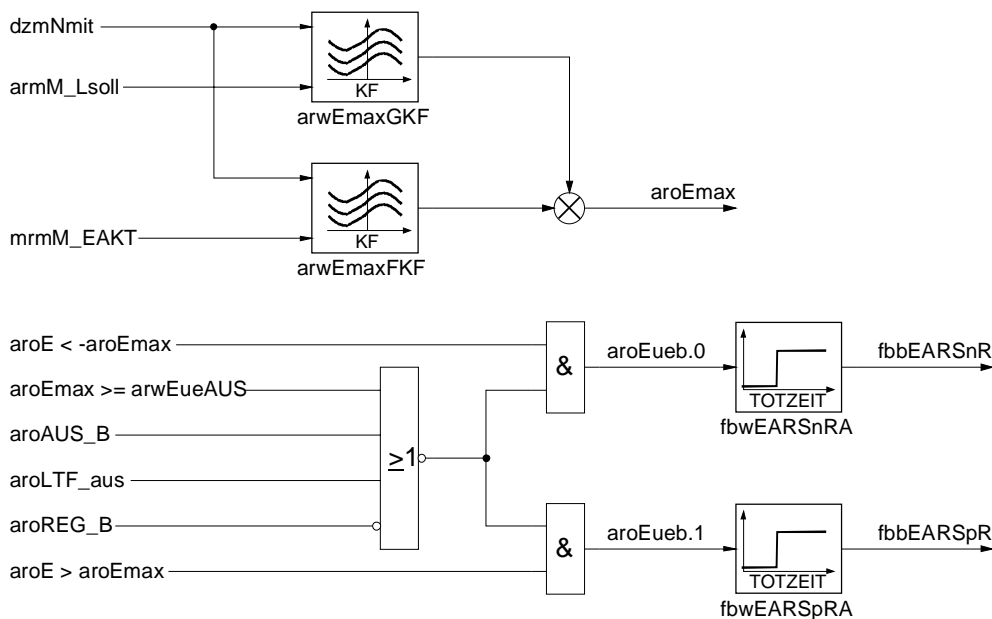 dzmNmit
armM_Lsoll
KF
arwEmaxGKF
mrmM_EAKT
KF
arwEmaxFKF
aroEmax
aroE < -aroEmax
aroEmax >= arwEueAUS
aroAUS_B
aroLTF_aus
aroREG_B
aroE > aroEmax
≥1
&
aroEueb.0
TOTZEIT
fbwEARSnRA
fbbEARSnR
&
aroEueb.1
TOTZEIT
fbwEARSpRA
fbbEARSpR